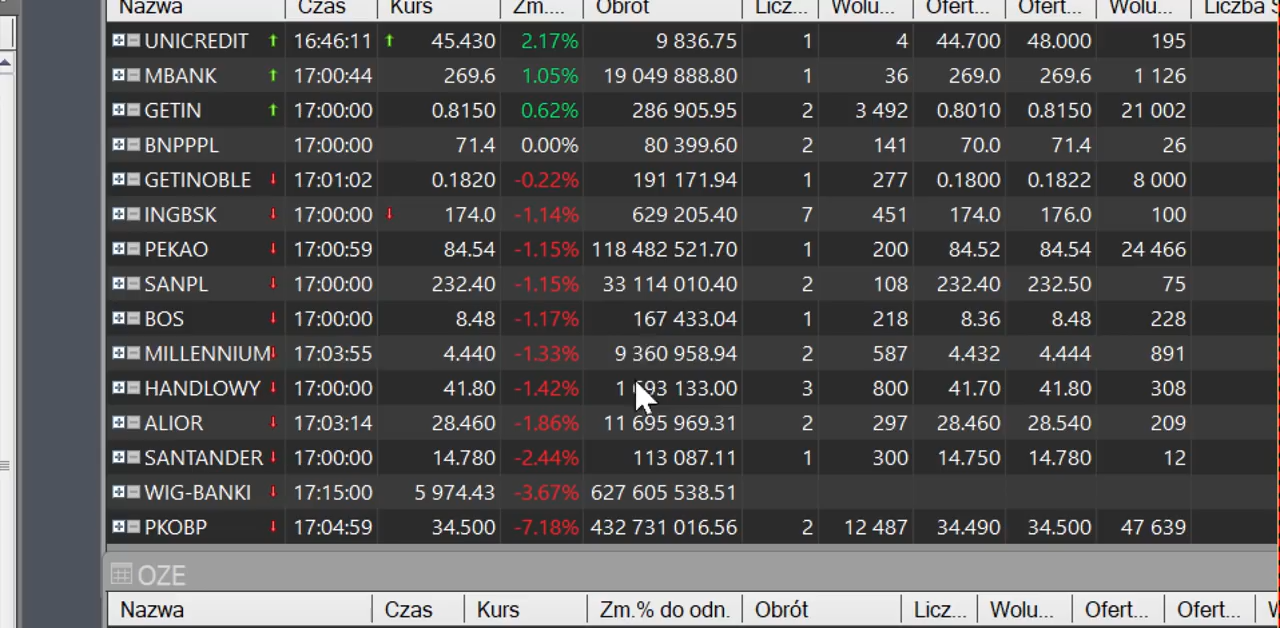 Nazwa Czas Kurs Zm.... Obrót Licz... Wolu... Ofert... Ofert... Wolu... Liczba
UNICREDIT 16:46:11 45.430 2.17% 9 836.75 1 4 44.700 48.000 195
MBANK 17:00:44 269.6 1.05% 19 049 888.80 1 36 269.0 269.6 1 126
GETIN 17:00:00 0.8150 0.62% 286 905.95 2 3 492 0.8010 0.8150 21 002
BNPPPL 17:00:00 71.4 0.00% 80 399.60 2 141 70.0 71.4 26
GETINOBLE 17:01:02 0.1820 -0.22% 191 171.94 1 277 0.1800 0.1822 8 000
INGBSK 17:00:00 174.0 -1.14% 629 205.40 7 451 174.0 176.0 100
PEKAO 17:00:59 84.54 -1.15% 118 482 521.70 1 200 84.52 84.54 24 466
SANPL 17:00:00 232.40 -1.15% 33 114 010.40 2 108 232.40 232.50 75
BOS 17:00:00 8.48 -1.17% 167 433.04 1 218 8.36 8.48 228
MILLENNIUM 17:03:55 4.440 -1.33% 9 360 958.94 2 587 4.432 4.444 891
HANDLOWY 17:00:00 41.80 -1.42% 133.00 3 800 41.70 41.80 308
ALIOR 17:03:14 28.460 -1.86% 11 695 969.31 2 297 28.460 28.540 209
SANTANDER 17:00:00 14.780 -2.44% 113 087.11 1 300 14.750 14.780 12
WIG-BANKI 17:15:00 5 974.43 -3.67% 627 605 538.51
PKOBP 17:04:59 34.500 -7.18% 432 731 016.56 2 12 487 34.490 34.500 47 639
OZE
Nazwa Czas Kurs Zm.% do odn. Obrót Licz... Wolu... Ofert... Ofert...